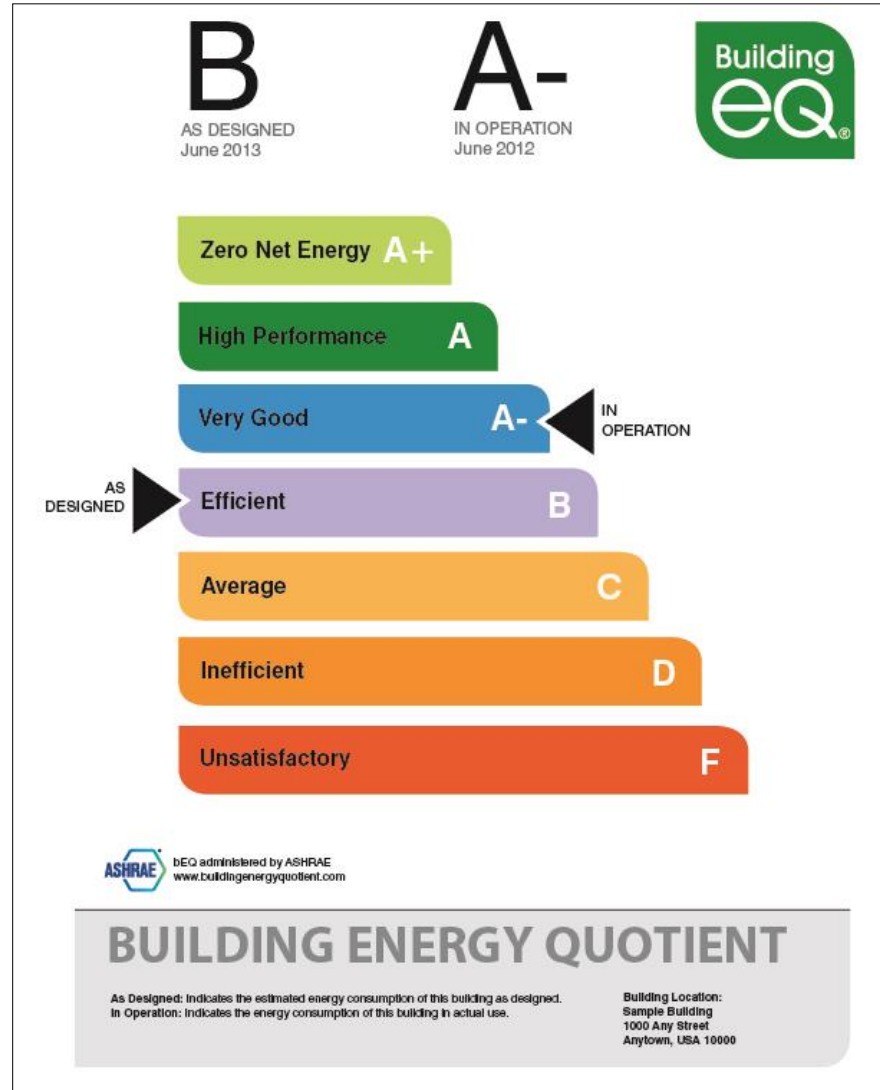 B
AS DESIGNED
June 2013
A-
IN OPERATION
June 2012
Building
eQ®
Zero Net Energy A+
High Performance A
Very Good A-
IN
OPERATION
AS
DESIGNED
Efficient B
Average C
Inefficient D
Unsatisfactory F
ASHRAE
bEQ administered by ASHRAE
www.buildingenergyquotient.com
BUILDING ENERGY QUOTIENT
As Designed: Indicates the estimated energy consumption of this building as designed.
In Operation: Indicates the energy consumption of this building in actual use.
Building Location:
Sample Building
1000 Any Street
Anytown, USA 10000